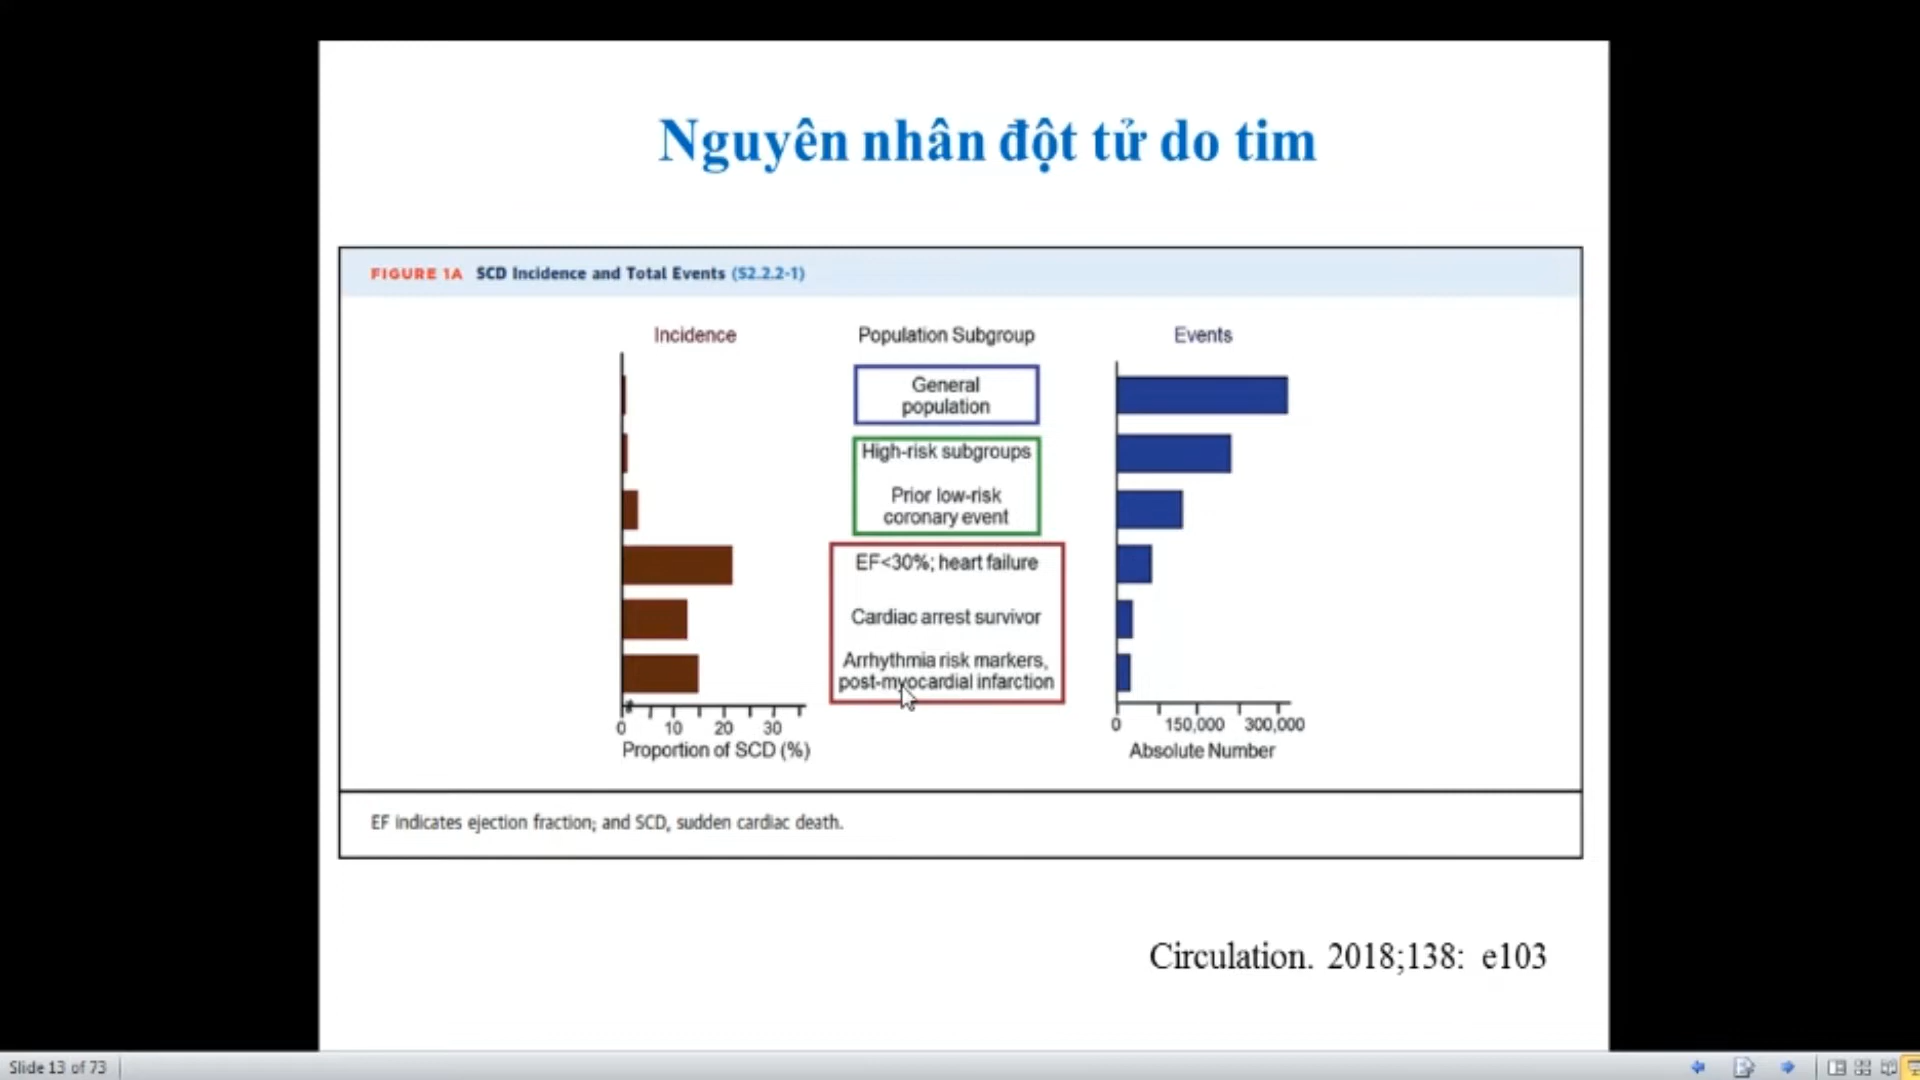 Nguyên nhân đột tử do tim
FIGURE 1A SCD Incidence and Total Events (S2.2.2-1)
Incidence
Population Subgroup
Events
General
population
High-risk subgroups
Prior low-risk
coronary event
EF<30%; heart failure
Cardiac arrest survivor
Arrhythmia risk markers,
post-myocardial infarction
0 10 20 30
Proportion of SCD (%)
0 150,000 300,000
Absolute Number
EF indicates ejection fraction; and SCD, sudden cardiac death.
Circulation. 2018;138: e103
Slide 13 of 73